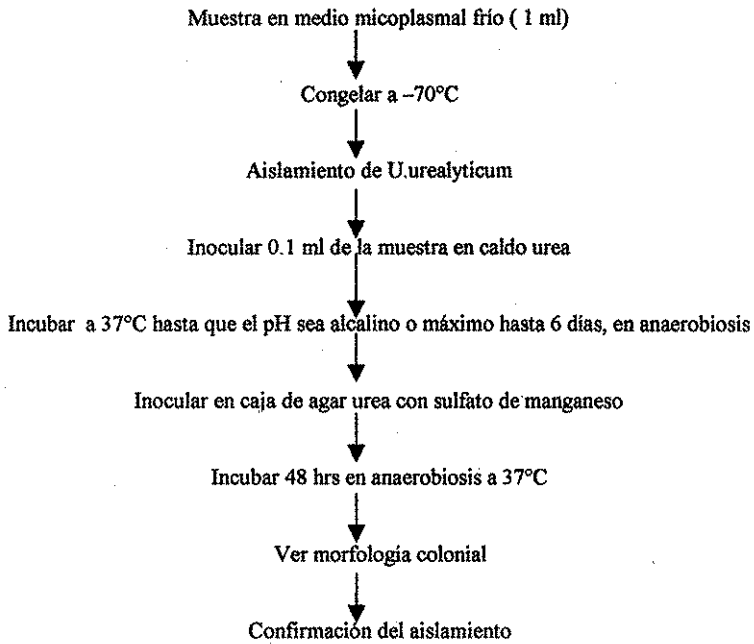 Muestra en medio micoplasmal frío ( 1 ml)
Congelar a –70°C
Aislamiento de U.urealyticum
Inocular 0.1 ml de la muestra en caldo urea
Incubar a 37°C hasta que el pH sea alcalino o máximo hasta 6 días, en anaerobiosis
Inocular en caja de agar urea con sulfato de manganeso
Incubar 48 hrs en anaerobiosis a 37°C
Ver morfología colonial
Confirmación del aislamiento